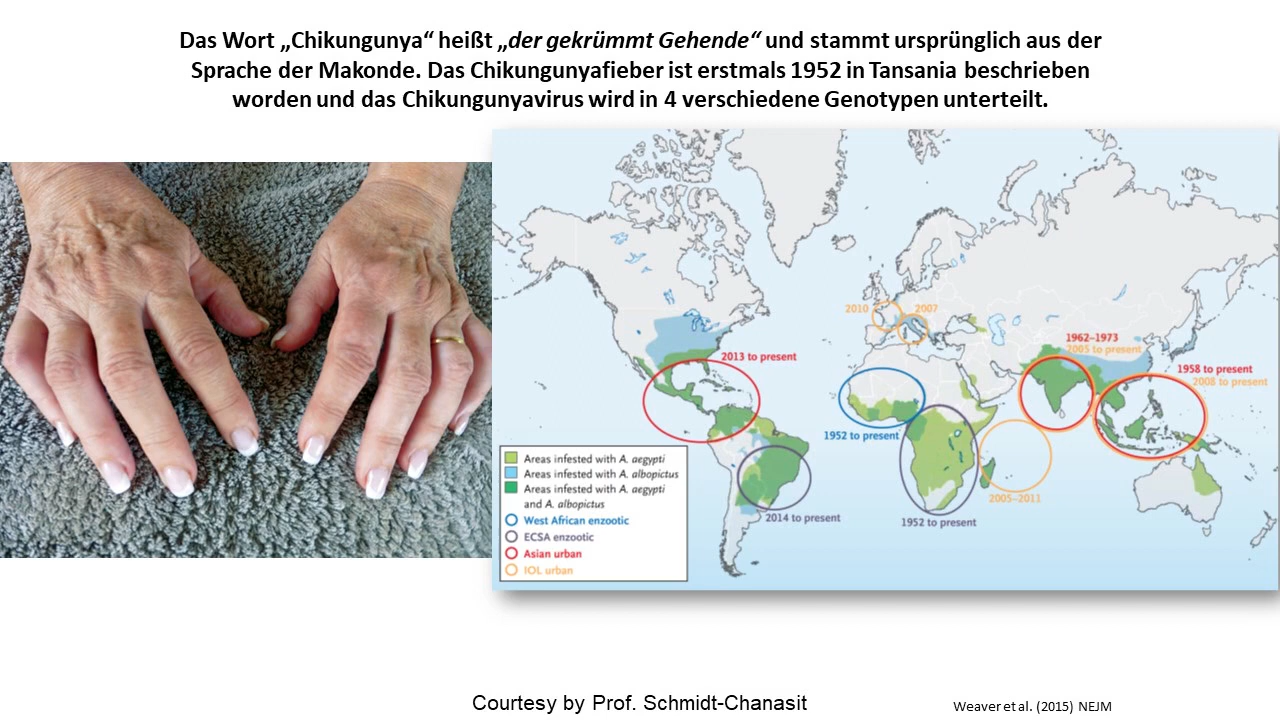 Das Wort „Chikungunya“ heißt „der gekrümmt Gehende“ und stammt ursprünglich aus der
Sprache der Makonde. Das Chikungunyafieber ist erstmals 1952 in Tansania beschrieben
worden und das Chikungunyavirus wird in 4 verschiedene Genotypen unterteilt.
2010
2007
2013 to present
1962–1973
2005 to present
1958 to present
2008 to present
1952 to present
2005–2011
2014 to present
1952 to present
Areas infested with A. aegypti
Areas infested with A. albopictus
Areas infested with A. aegypti
and A. albopictus
West African enzootic
ECSA enzootic
Asian urban
IOL urban
Courtesy by Prof. Schmidt-Chanasit
Weaver et al. (2015) NEJM